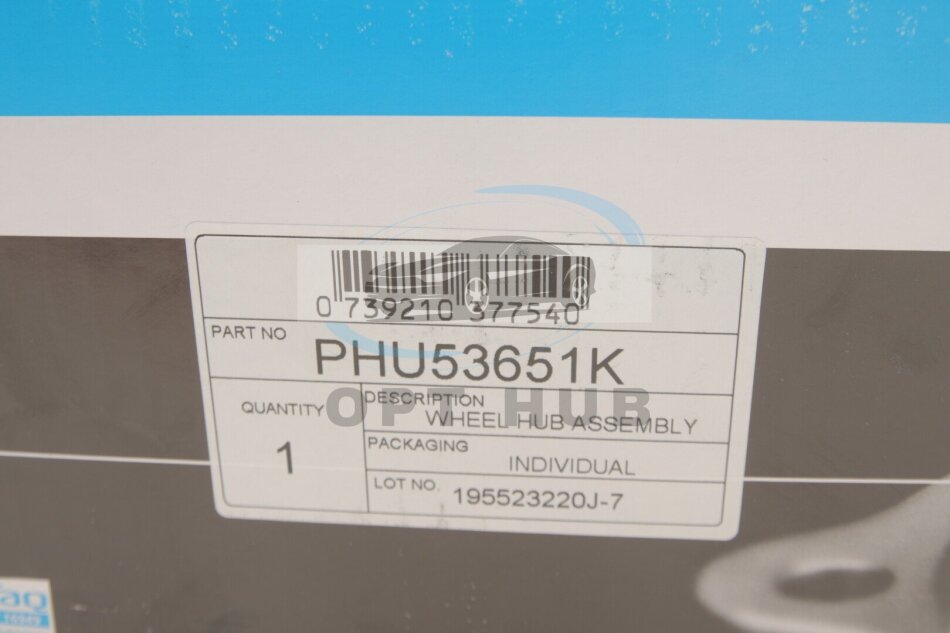 0 739210 377540
PART NO
PHU53651K
QUANTITY
1
DESCRIPTION
WHEEL HUB ASSEMBLY
PACKAGING
INDIVIDUAL
LOT NO.
195523220J-7
OPT HUB
aq